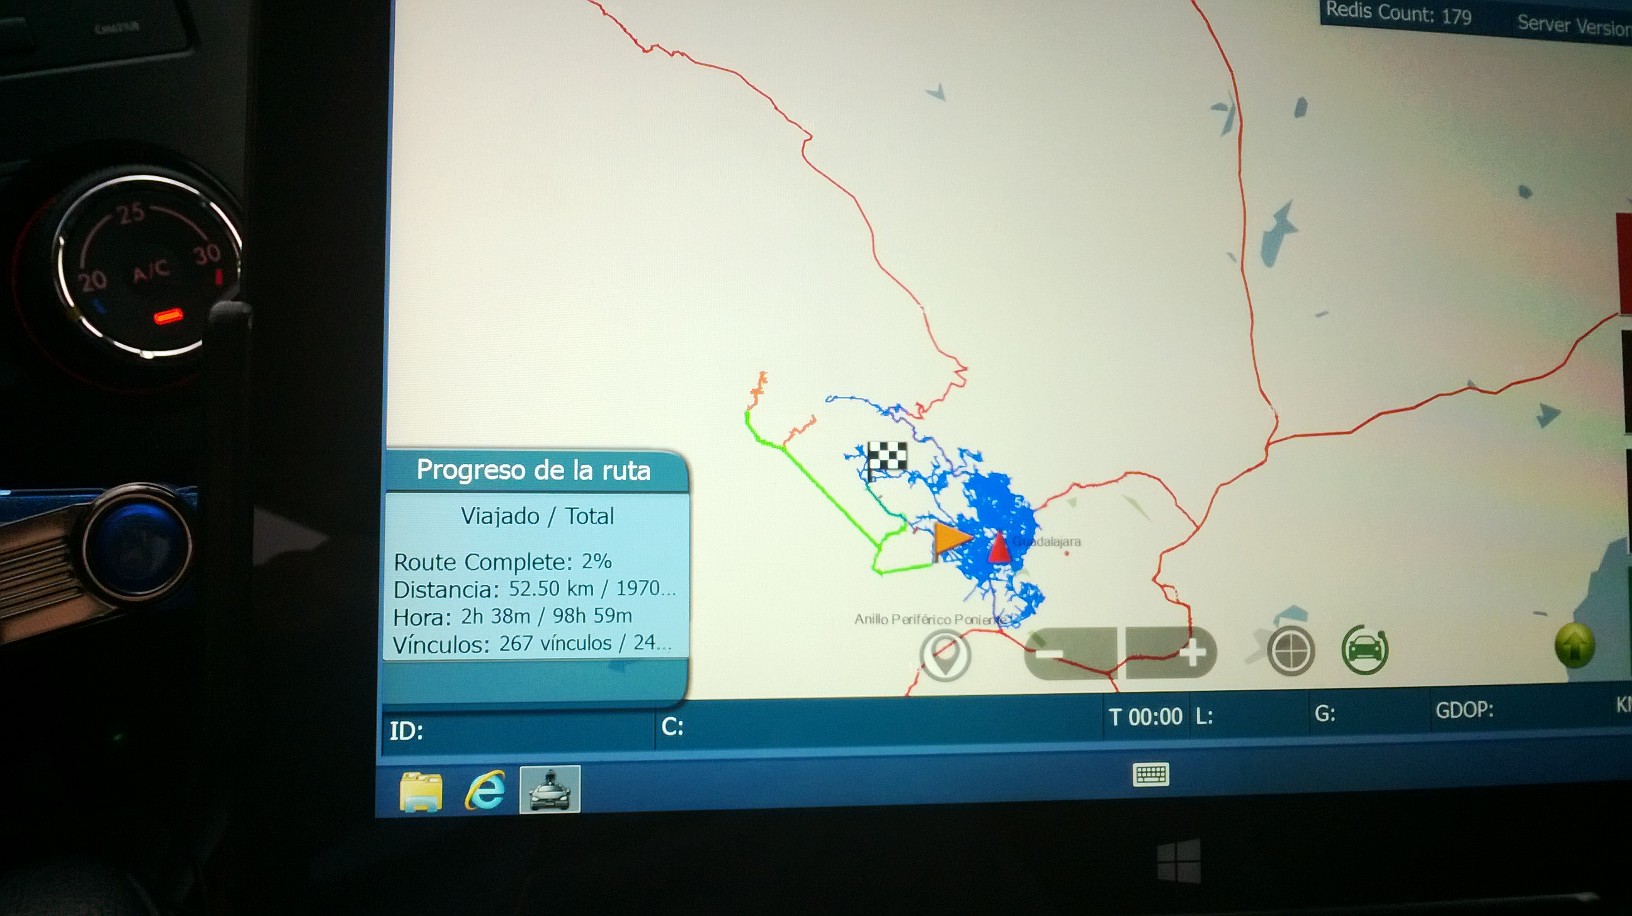 Redis Count: 179
Server Version
25
20
A/C
30
Guadalajara
Anillo Periférico Poniente
Progreso de la ruta
Viajado / Total
Route Complete: 2%
Distancia: 52.50 km / 1970...
Hora: 2h 38m / 98h 59m
Vínculos: 267 vínculos / 24...
ID:
C:
T 00:00
L:
G:
GDOP: